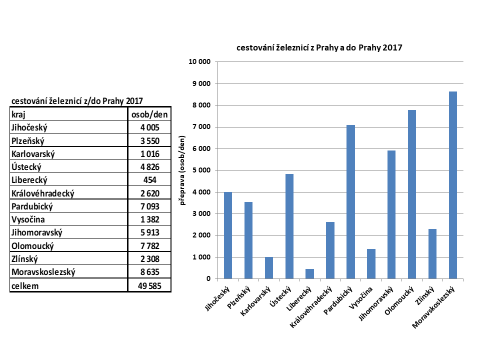 cestování železnicí z/do Prahy 2017
kraj osob/den
Jihočeský 4 005
Plzeňský 3 550
Karlovarský 1 016
Ústecký 4 826
Liberecký 454
Královéhradecký 2 620
Pardubický 7 093
Vysočina 1 382
Jihomoravský 5 913
Olomoucký 7 782
Zlínský 2 308
Moravskoslezský 8 635
celkem 49 585
cestování železnicí z Prahy a do Prahy 2017
přeprava (osob/den)
10 000
9 000
8 000
7 000
6 000
5 000
4 000
3 000
2 000
1 000
0
Jihočeský
Plzeňský
Karlovarský
Ústecký
Liberecký
Královéhradecký
Pardubický
Vysočina
Jihomoravský
Olomoucký
Zlínský
Moravskoslezský